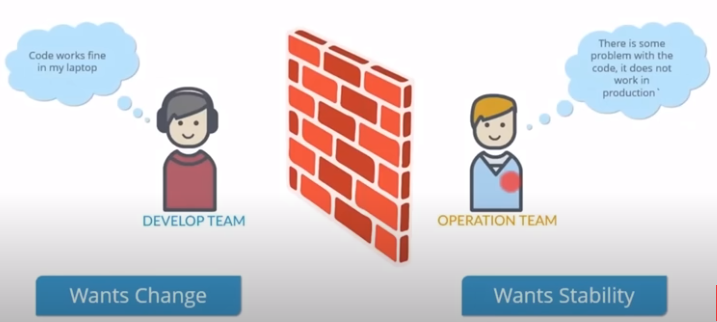 Code works fine
in my laptop
There is some
problem with the
code, it does not
work in
production '
DEVELOP TEAM
OPERATION TEAM
Wants Change
Wants Stability